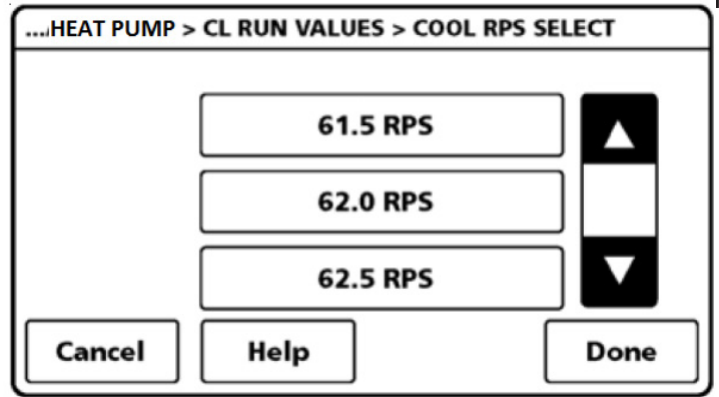 ...HEAT PUMP > CL RUN VALUES > COOL RPS SELECT
61.5 RPS
62.0 RPS
62.5 RPS
Cancel Help Done